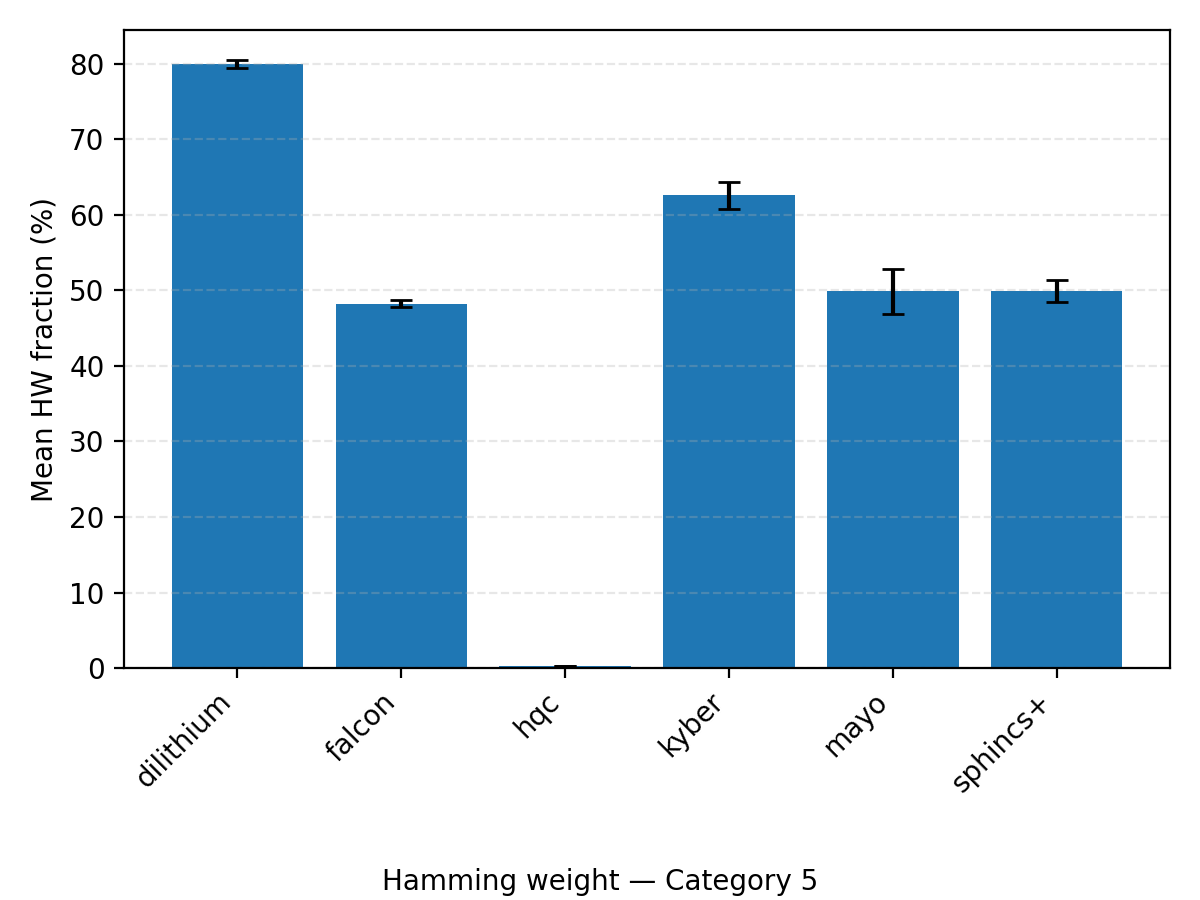 80
70
60
50
40
30
20
10
0
Mean HW fraction (%)
dilithium
falcon
hqc
kyber
mayo
sphincs+
Hamming weight — Category 5